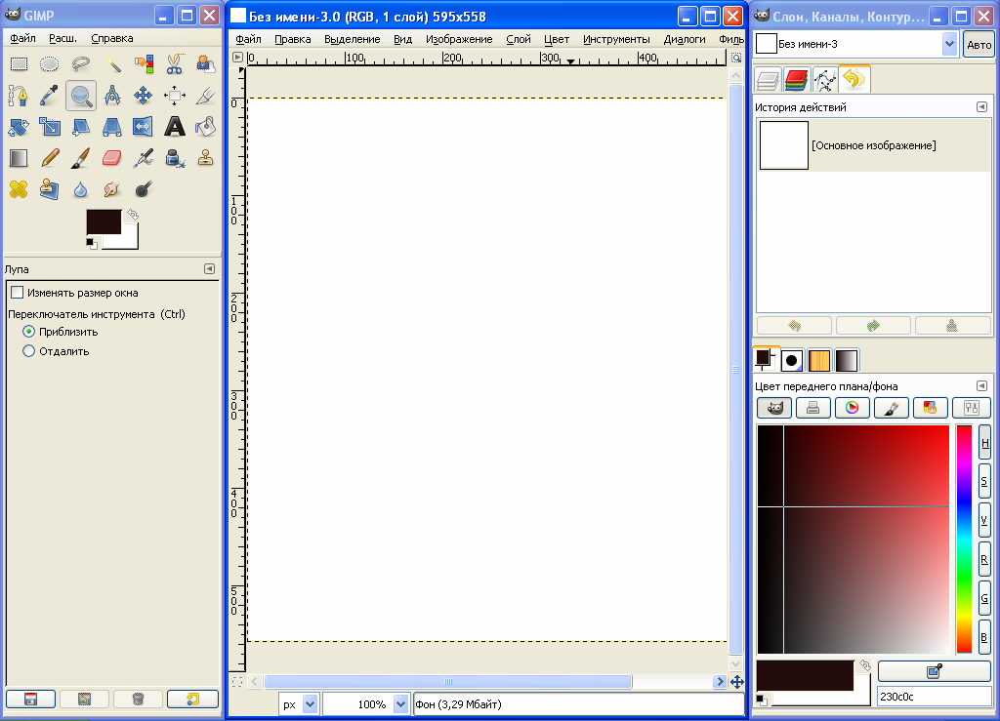 GIMP
Файл Расш. Справка
Лупа
Изменять размер окна
Переключатель инструмента (Ctrl)
Приблизить
Отдалить
Без имени-3.0 (RGB, 1 слой) 595x558
Файл Правка Выделение Вид Изображение Слой Цвет Инструменты Диалоги Филь
0 100 200 300 400
0
100
200
300
400
500
px 100% Фон (3,29 Мбайт)
Слои, Каналы, Контур...
Без имени-3 Авто
История действий
[Основное изображение]
Цвет переднего плана/фона
H
S
V
R
G
B
230c0c